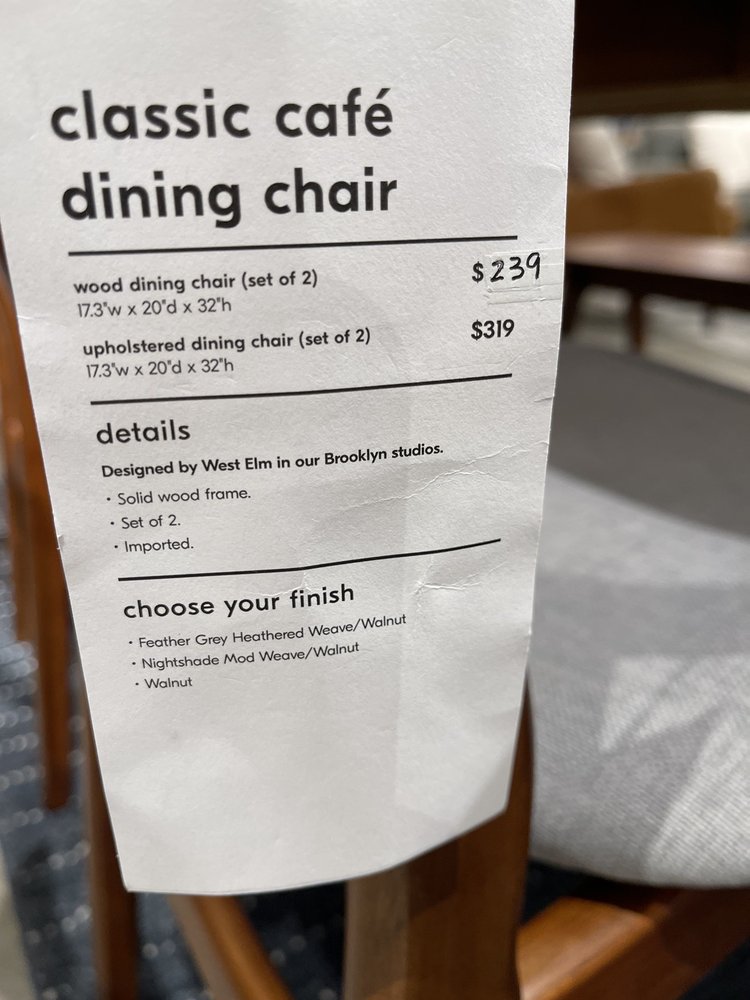 classic café
dining chair
wood dining chair (set of 2) $239
17.3"w x 20"d x 32"h
upholstered dining chair (set of 2) $319
17.3"w x 20"d x 32"h
details
Designed by West Elm in our Brooklyn studios.
· Solid wood frame.
· Set of 2.
· Imported.
choose your finish
· Feather Grey Heathered Weave/Walnut
· Nightshade Mod Weave/Walnut
· Walnut